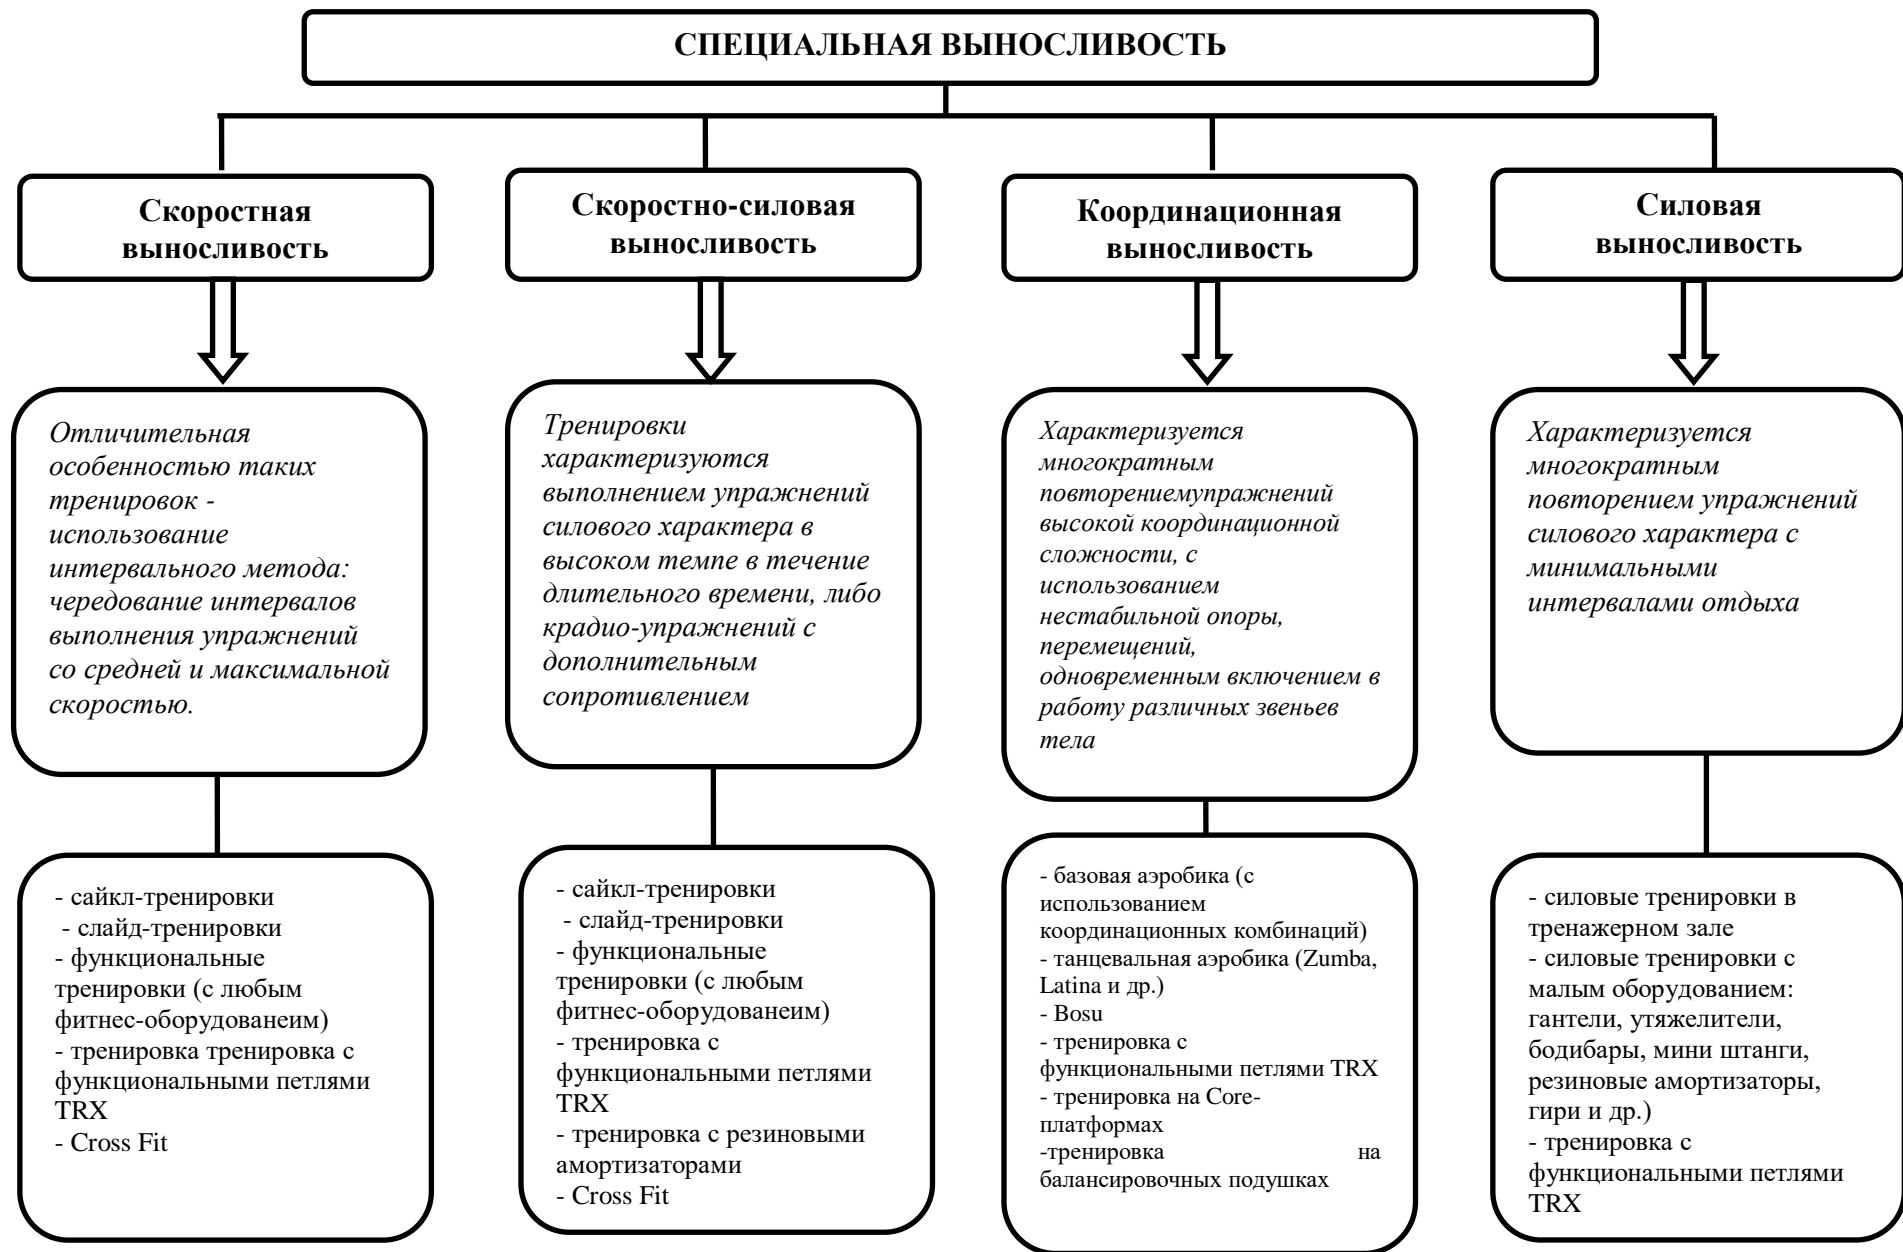 СПЕЦИАЛЬНАЯ ВЫНОСЛИВОСТЬ
Скоростная
выносливость
Скоростно-силовая
выносливость
Координационная
выносливость
Силовая
выносливость
Отличительная
особенностью таких
тренировок -
использование
интервального метода:
чередование интервалов
выполнения упражнений
со средней и максимальной
скоростью.
Тренировки
характеризуются
выполнением упражнений
силового характера в
высоком темпе в течение
длительного времени, либо
крадио-упражнений с
дополнительным
сопротивлением
Характеризуется
многократным
повторениемупражнений
высокой координационной
сложности, с
использованием
нестабильной опоры,
перемещений,
одновременным включением в
работу различных звеньев
тела
Характеризуется
многократным
повторением упражнений
силового характера с
минимальными
интервалами отдыха
- сайкл-тренировки
- слайд-тренировки
- функциональные
тренировки (с любым
фитнес-оборудованеим)
- тренировка тренировка с
функциональными петлями
TRX
- Cross Fit
- сайкл-тренировки
- слайд-тренировки
- функциональные
тренировки (с любым
фитнес-оборудованеим)
- тренировка с
функциональными петлями
TRX
- тренировка с резиновыми
амортизаторами
- Cross Fit
- базовая аэробика (с
использованием
координационных комбинаций)
- танцевальная аэробика (Zumba,
Latina и др.)
- Bosu
- тренировка с
функциональными петлями TRX
- тренировка на Core-
платформах
-тренировка на
балансировочных подушках
- силовые тренировки в
тренажерном зале
- силовые тренировки с
малым оборудованием:
гантели, утяжелители,
бодибары, мини штанги,
резиновые амортизаторы,
гири и др.)
- тренировка с
функциональными петлями
TRX